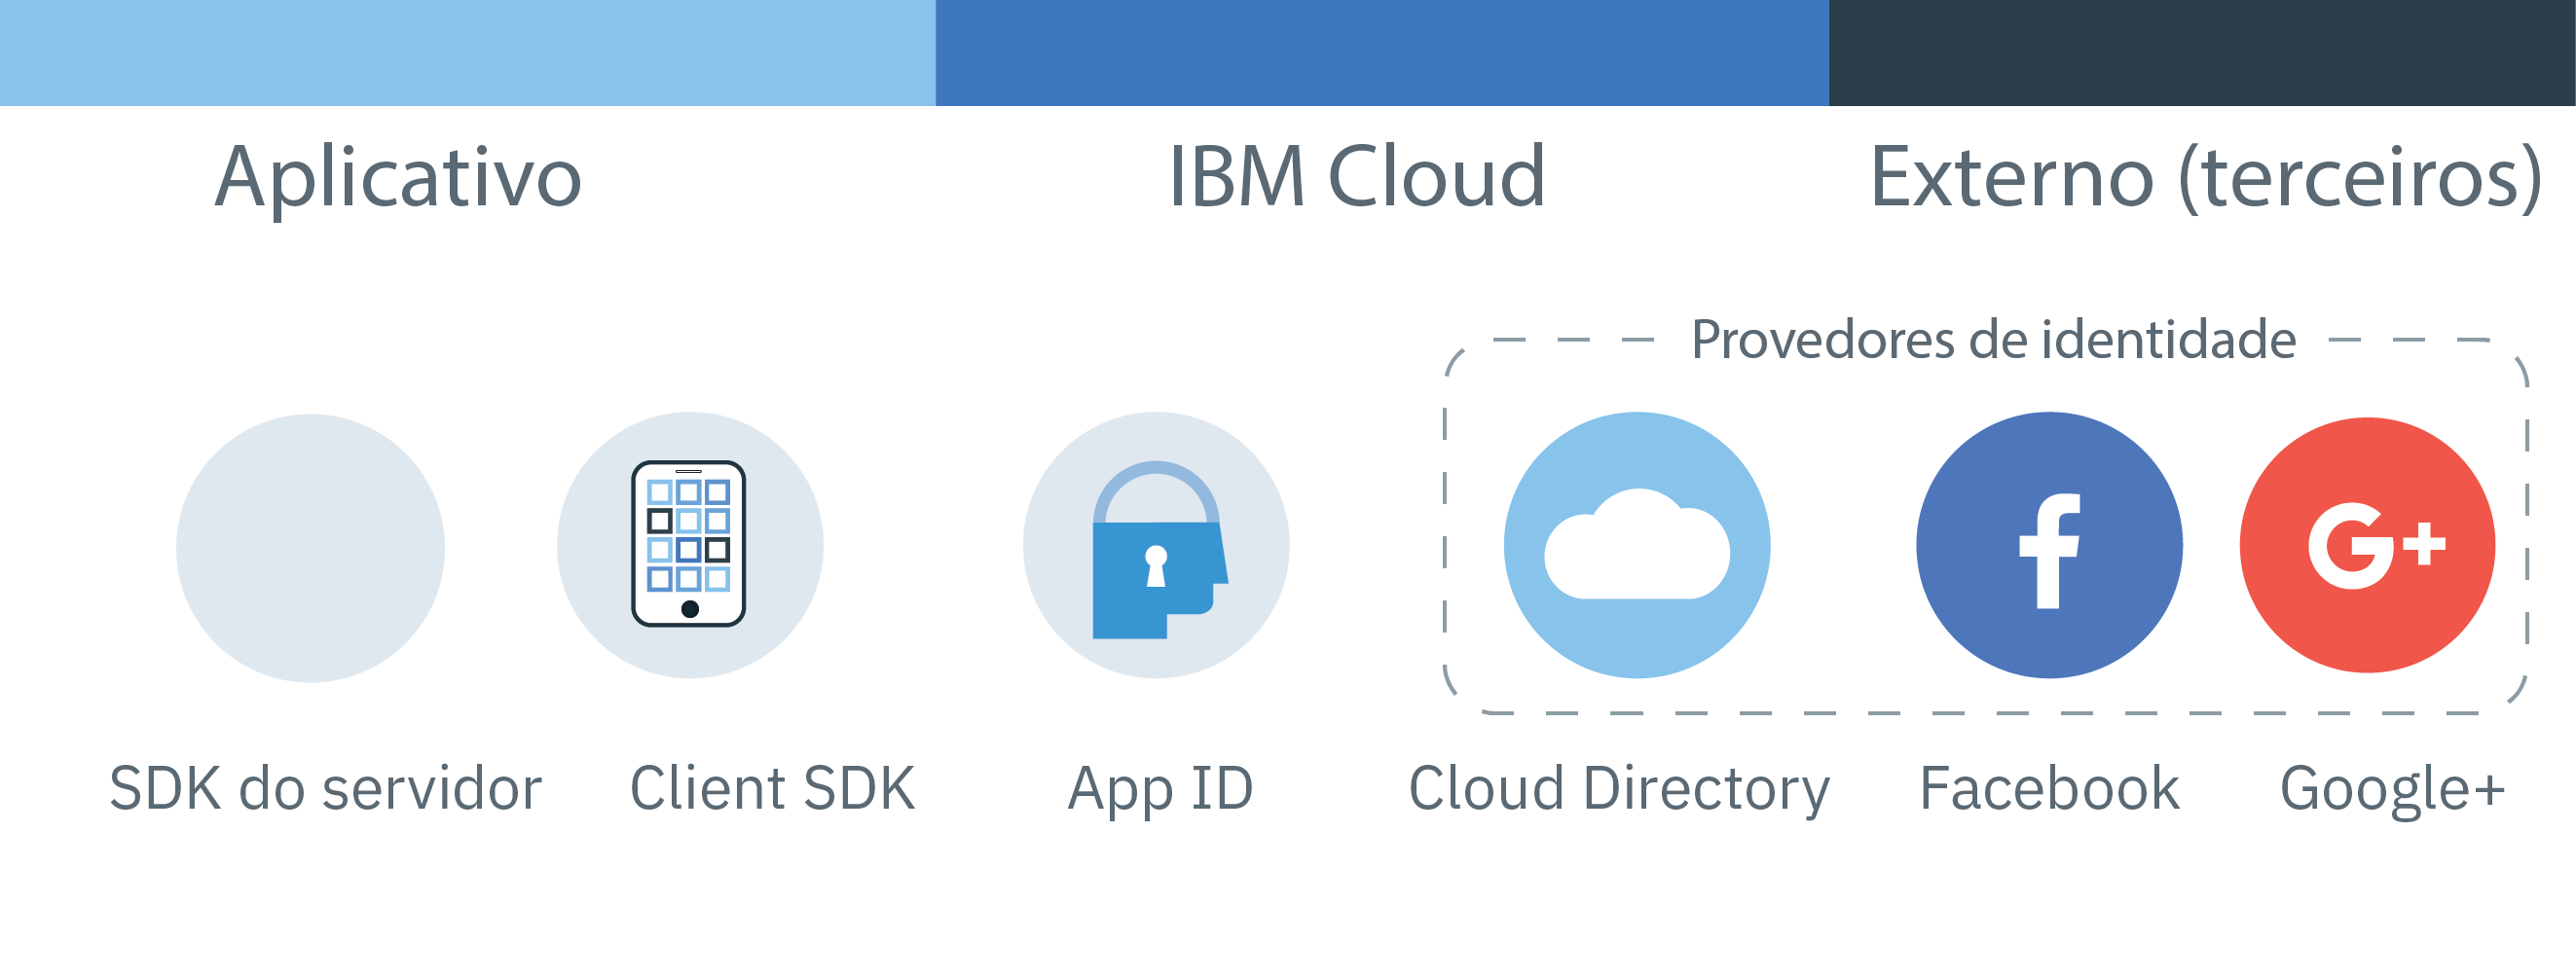 Aplicativo
IBM Cloud
Externo (terceiros)
Provedores de identidade
f
G+
SDK do servidor
Client SDK
App ID
Cloud Directory
Facebook
Google+